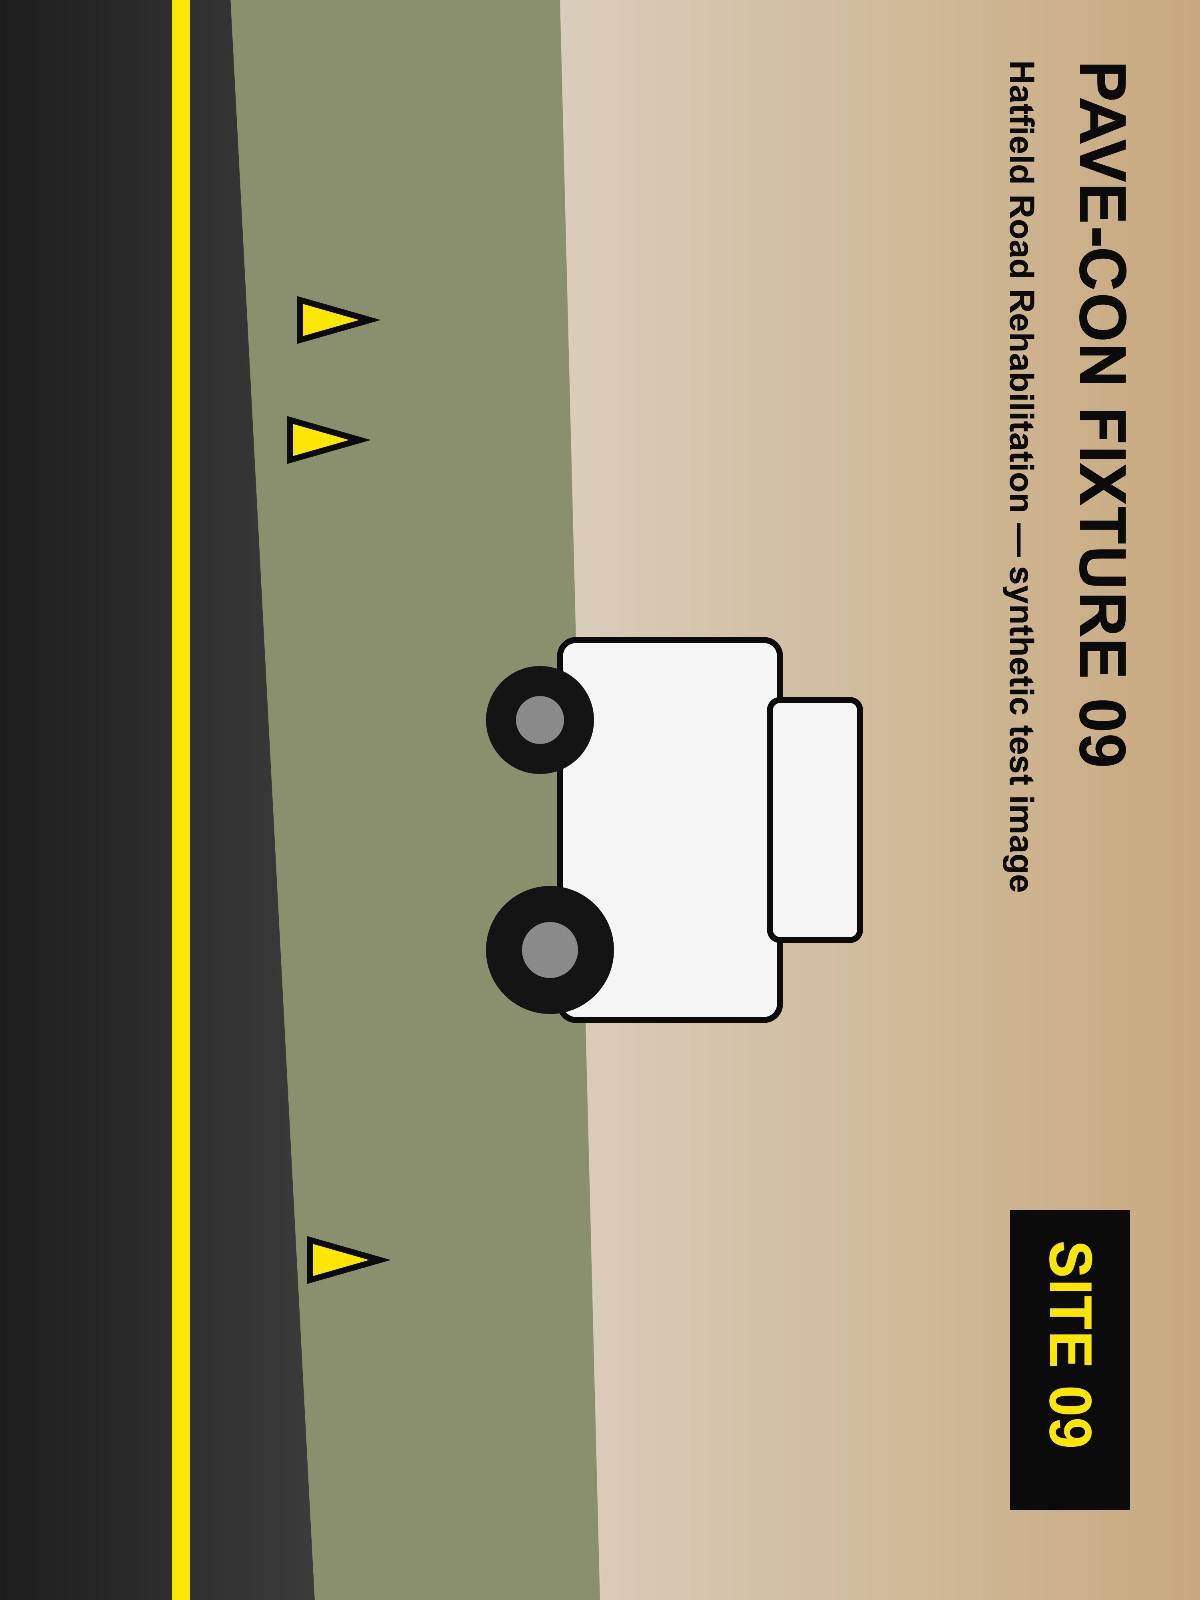 PAVE-CON FIXTURE 09
Hatfield Road Rehabilitation — synthetic test image
SITE 09